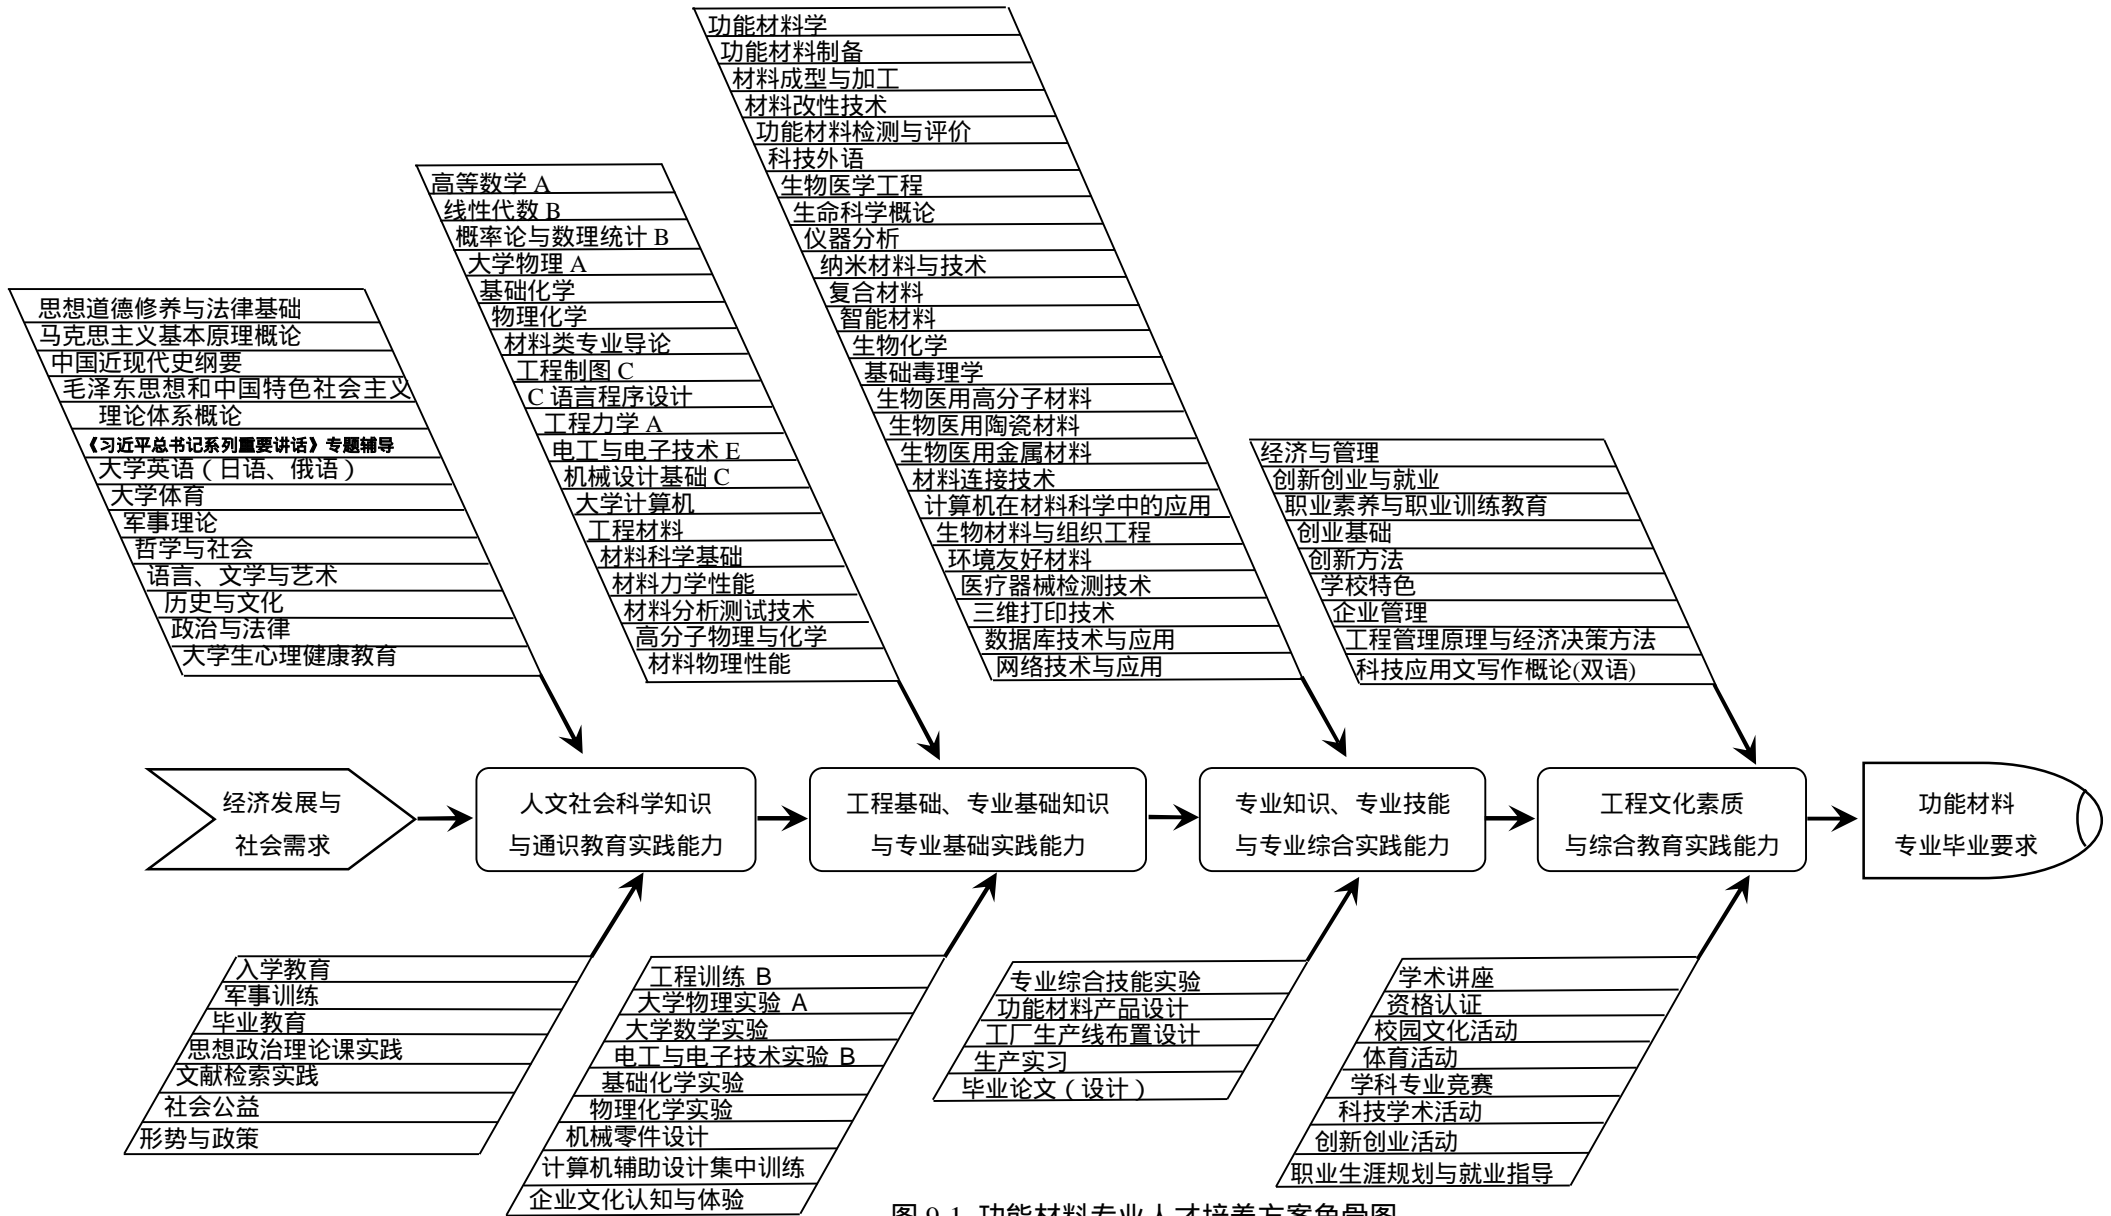 思想道德修养与法律基础
马克思主义基本原理概论
中国近现代史纲要
毛泽东思想和中国特色社会主义
理论体系概论
《习近平总书记系列重要讲话》专题辅导
大学英语（日语、俄语）
大学体育
军事理论
哲学与社会
语言、文学与艺术
历史与文化
政治与法律
大学生心理健康教育
高等数学 A
线性代数 B
概率论与数理统计 B
大学物理 A
基础化学
物理化学
材料类专业导论
工程制图 C
C 语言程序设计
工程力学 A
电工与电子技术 E
机械设计基础 C
大学计算机
工程材料
材料科学基础
材料力学性能
材料分析测试技术
高分子物理与化学
材料物理性能
功能材料学
功能材料制备
材料成型与加工
材料改性技术
功能材料检测与评价
科技外语
生物医学工程
生命科学概论
仪器分析
纳米材料与技术
复合材料
智能材料
生物化学
基础毒理学
生物医用高分子材料
生物医用陶瓷材料
生物医用金属材料
材料连接技术
计算机在材料科学中的应用
生物材料与组织工程
环境友好材料
医疗器械检测技术
三维打印技术
数据库技术与应用
网络技术与应用
经济与管理
创新创业与就业
职业素养与职业训练教育
创业基础
创新方法
学校特色
企业管理
工程管理原理与经济决策方法
科技应用文写作概论(双语)
经济发展与
社会需求
人文社会科学知识
与通识教育实践能力
工程基础、专业基础知识
与专业基础实践能力
专业知识、专业技能
与专业综合实践能力
工程文化素质
与综合教育实践能力
功能材料
专业毕业要求
入学教育
军事训练
毕业教育
思想政治理论课实践
文献检索实践
社会公益
形势与政策
工程训练 B
大学物理实验 A
大学数学实验
电工与电子技术实验 B
基础化学实验
物理化学实验
机械零件设计
计算机辅助设计集中训练
企业文化认知与体验
专业综合技能实验
功能材料产品设计
工厂生产线布置设计
生产实习
毕业论文（设计）
学术讲座
资格认证
校园文化活动
体育活动
学科专业竞赛
科技学术活动
创新创业活动
职业生涯规划与就业指导
图 9-1 功能材料专业人才培养方案鱼骨图